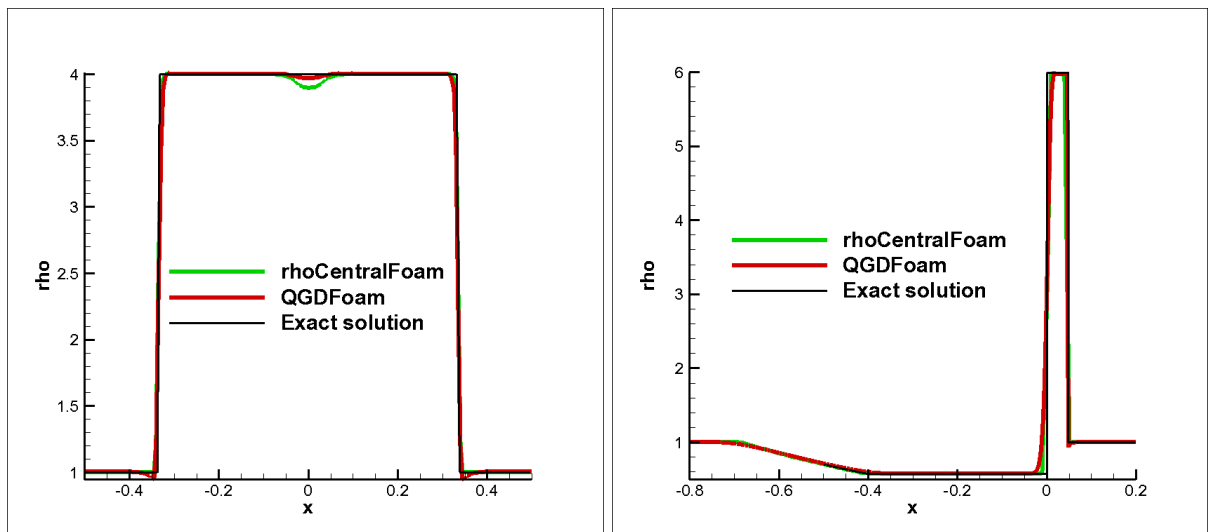 4
3.5
3
2.5
2
1.5
1
-0.4
-0.2
0
0.2
0.4
x
rho
rhoCentralFoam
QGDFoam
Exact solution
6
4
3
2
1
-0.8
-0.6
-0.4
-0.2
0
0.2
x
rho
rhoCentralFoam
QGDFoam
Exact solution